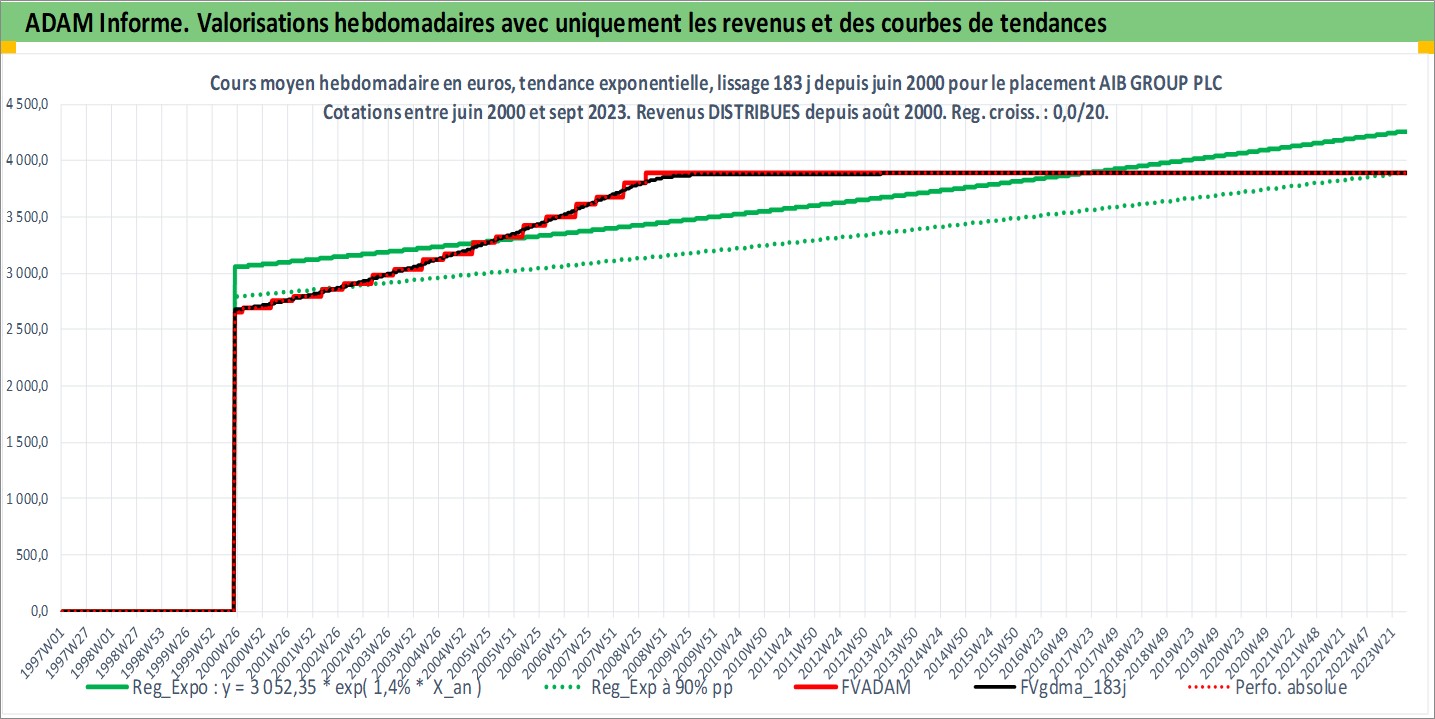 ADAM Informe. Valorisations hebdomadaires avec uniquement les revenus et des courbes de tendances
Cours moyen hebdomadaire en euros, tendance exponentielle, lissage 183 j depuis juin 2000 pour le placement AIB GROUP PLC
Cotations entre juin 2000 et sept 2023. Revenus DISTRIBUES depuis août 2000. Reg. croiss. : 0,0/20.
4 500,0
4 000,0
3 500,0
3 000,0
2 500,0
2 000,0
1 500,0
1 000,0
500,0
0,0
1997W01
1997W27
1998W01
1998W27
1998W53
1999W26
1999W52
2000W26
2000W52
2001W26
2001W52
2002W26
2002W52
2003W26
2003W52
2004W26
2004W52
2005W25
2005W51
2006W25
2006W51
2007W25
2007W51
2008W25
2008W51
2009W25
2009W51
2010W24
2010W50
2011W24
2011W50
2012W24
2012W50
2013W24
2013W50
2014W24
2014W50
2015W24
2015W50
2016W23
2016W49
2017W23
2017W49
2018W23
2018W49
2019W23
2019W49
2020W23
2020W49
2021W22
2021W48
2022W21
2022W47
2023W21
Reg_Expo : y = 3 052,35 * exp( 1,4% * X_an )
Reg_Exp à 90% pp
FVADAM
FVgdma_183j
Perfo. absolue